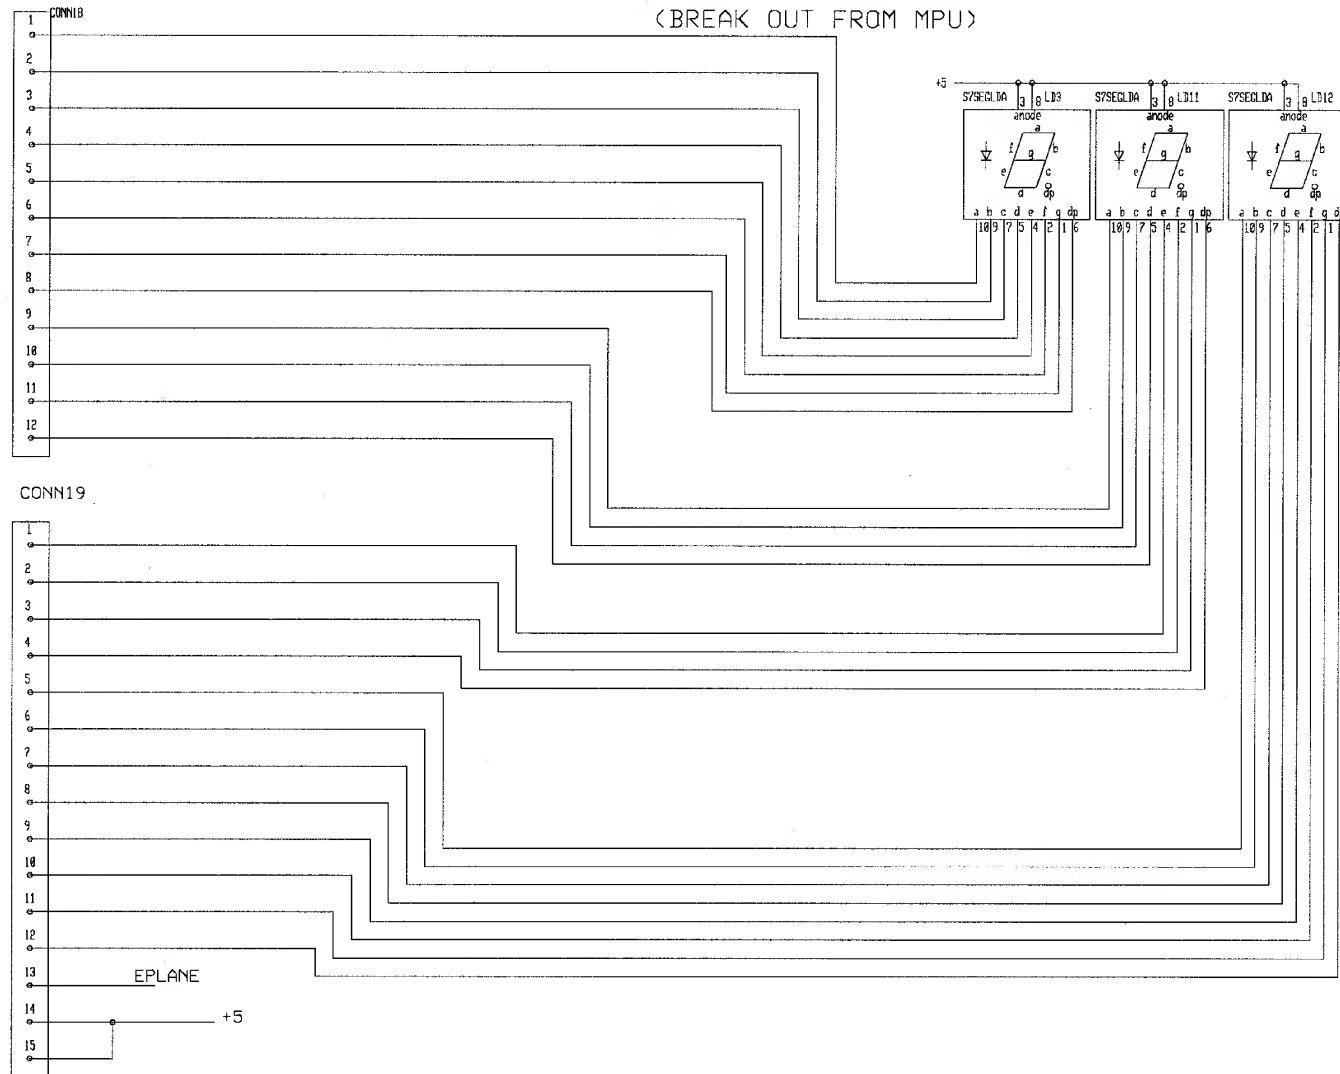 CONN18
(BREAK OUT FROM MPU)
1
2
3
4
5
6
7
8
9
10
11
12
+5
S7SEGLDA 3 8 LD3
anode
a
f g b
e c
d
dp
a b c d e f g dp
10 9 7 5 4 2 1 6
S7SEGLDA 3 8 LD11
anode
a
f g b
e c
d
dp
a b c d e f g dp
10 9 7 5 4 2 1 6
S7SEGLDA 3 8 LD12
anode
a
f g b
e c
d
dp
a b c d e f g d
10 9 7 5 4 2 1
CONN19
1
2
3
4
5
6
7
8
9
10
11
12
13
EPLANE
14
+5
15